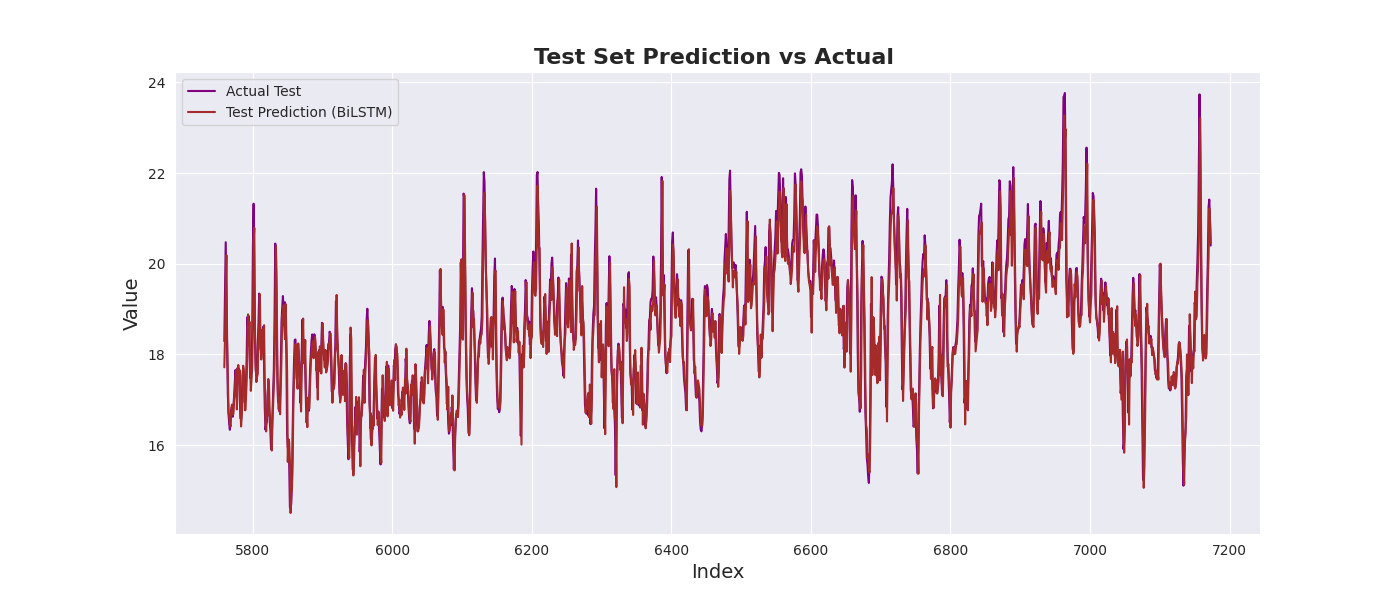 Test Set Prediction vs Actual
Actual Test
Test Prediction (BiLSTM)
Value
24
22
20
18
16
5800 6000 6200 6400 6600 6800 7000 7200
Index